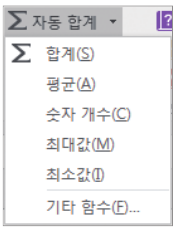 Σ 자동 합계
Σ 합계(S)
평균(A)
숫자 개수(C)
최대값(M)
최소값(I)
기타 함수(F)...